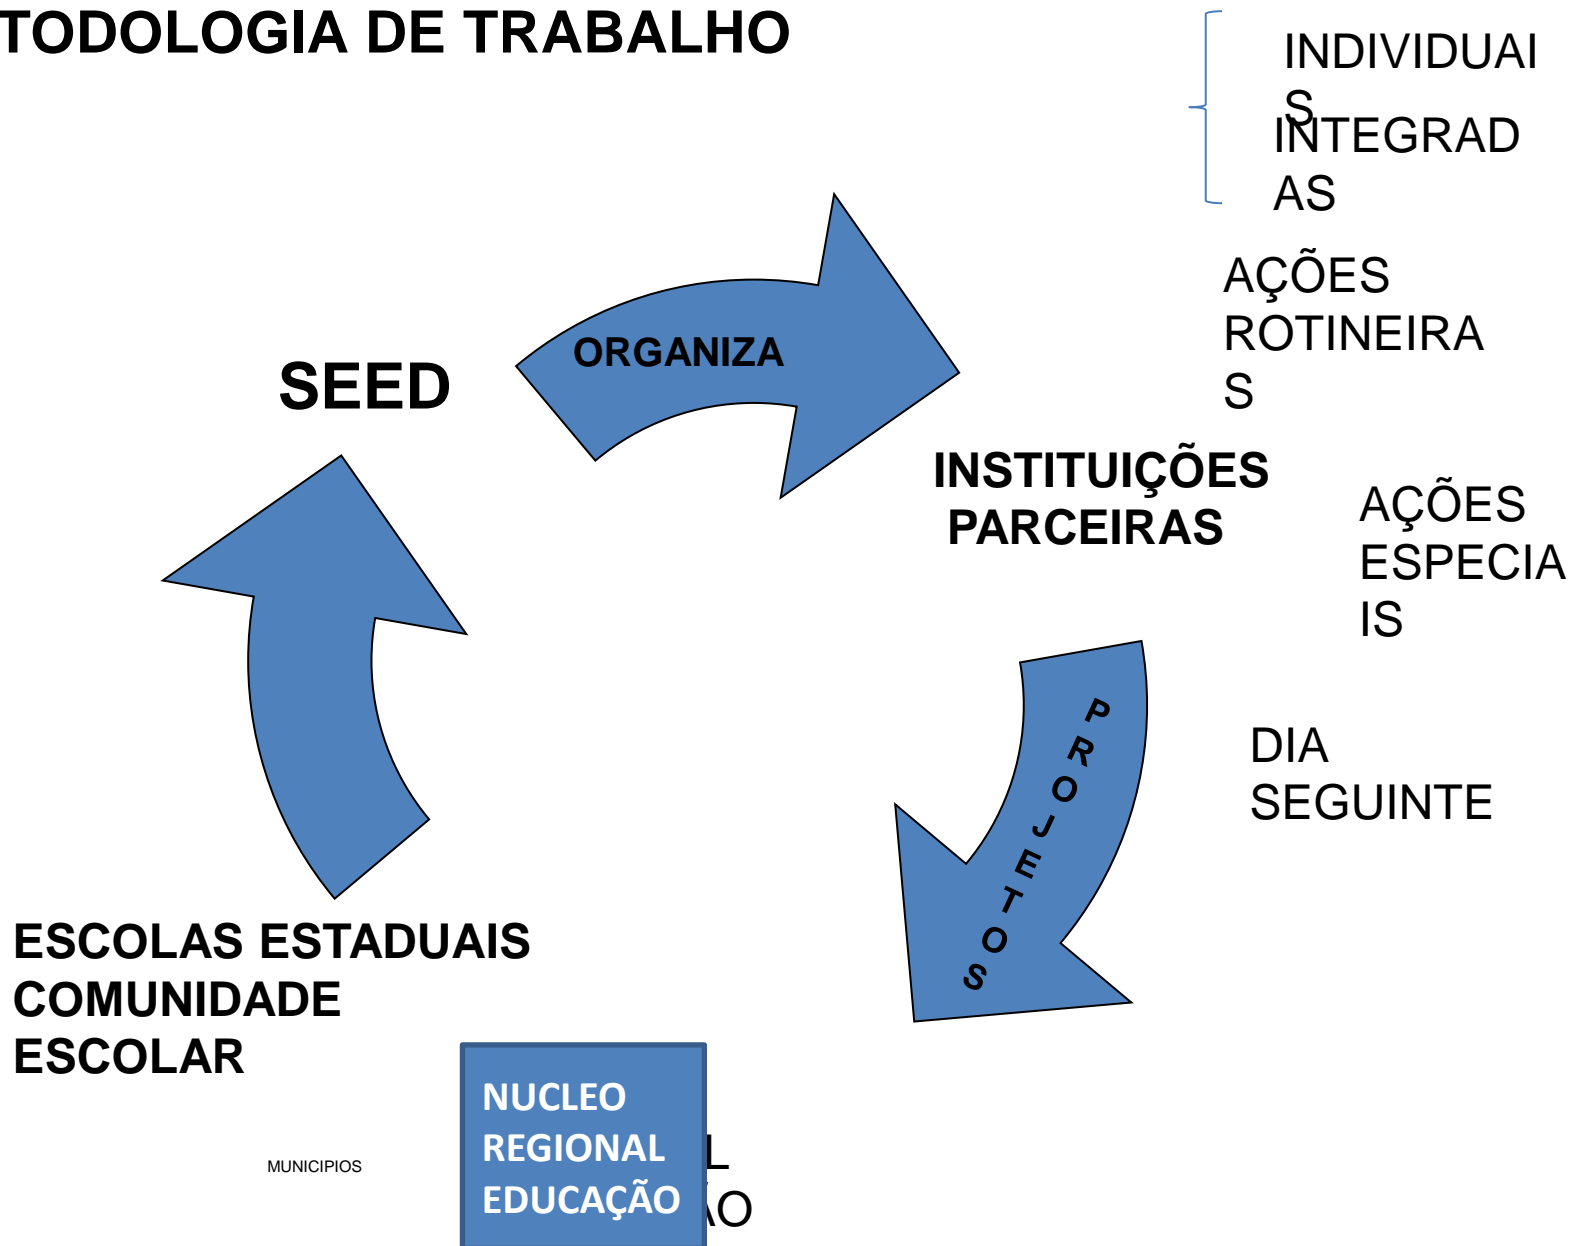 TODOLOGIA DE TRABALHO
INDIVIDUAI
S
INTEGRAD
AS
AÇÕES
ROTINEIRA
S
ORGANIZA
SEED
INSTITUIÇÕES
PARCEIRAS
AÇÕES
ESPECIA
IS
PROJETOS
DIA
SEGUINTE
ESCOLAS ESTADUAIS
COMUNIDADE
ESCOLAR
NUCLEO
REGIONAL
EDUCAÇÃO
MUNICIPIOS
L
ÃO